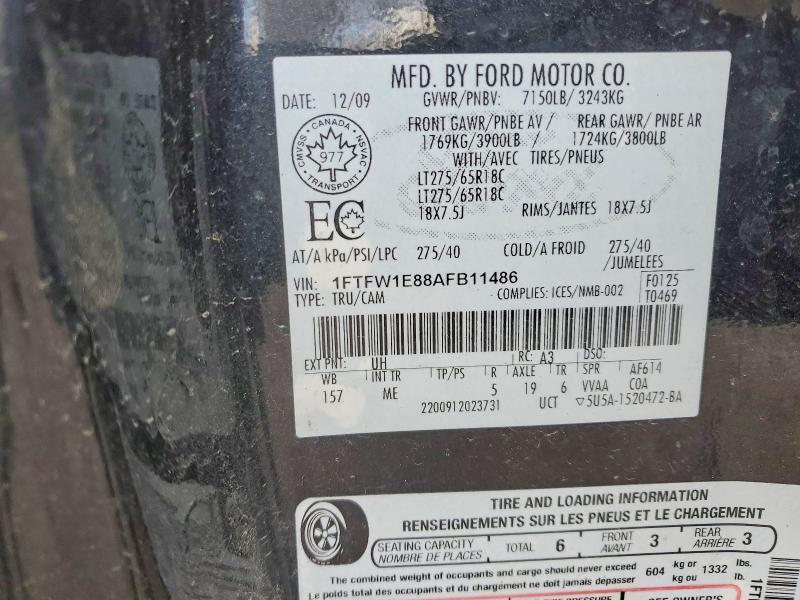 MFD. BY FORD MOTOR CO.
DATE: 12/09 GVWR/PNBV: 7150LB/ 3243KG
FRONT GAWR/PNBE AV / REAR GAWR/ PNBE AR
1769KG/3900LB / 1724KG/3800LB
WITH/AVEC TIRES/PNEUS
LT275/65R18C
LT275/65R18C
18X7.5J RIMS/JANTES 18X7.5J
CANADA
CMVSS 977 NSVAC
TRANSPORT
EC
AT/A kPa/PSI/LPC 275/40 COLD/A FROID 275/40
/JUMELEES
VIN: 1FTFW1E88AFB11486 F0125
TYPE: TRU/CAM COMPLIES: ICES/NMB-002 T0469
EXT PNT: UH RC: A3 DSO:
WB INT TR TP/PS R AXLE TR SPR AF614
157 ME 5 19 6 VVAA COA
2200912023731 UCT ▽5U5A-1520472-BA
TIRE AND LOADING INFORMATION
RENSEIGNEMENTS SUR LES PNEUS ET LE CHARGEMENT
SEATING CAPACITY TOTAL 6 FRONT 3 REAR 3
NOMBRE DE PLACES AVANT ARRIÈRE
The combined weight of occupants and cargo should never exceed 604 kg or 1332 lbs.
Le poids total des occupants et du chargement ne doit jamais dépasser kg ou lb.
SEE OWNER'S
1FT